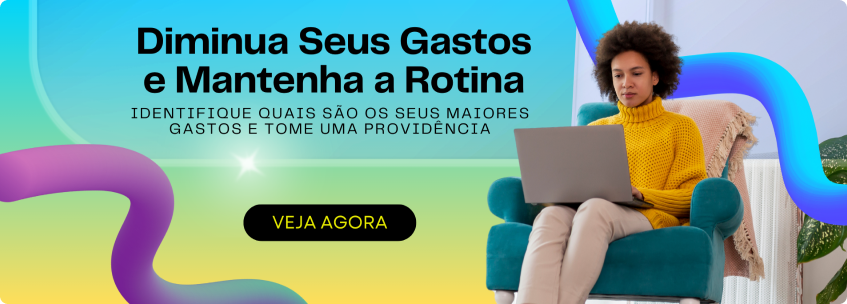 Diminua Seus Gastos
e Mantenha a Rotina
IDENTIFIQUE QUAIS SÃO OS SEUS MAIORES
GASTOS E TOME UMA PROVIDÊNCIA
VEJA AGORA